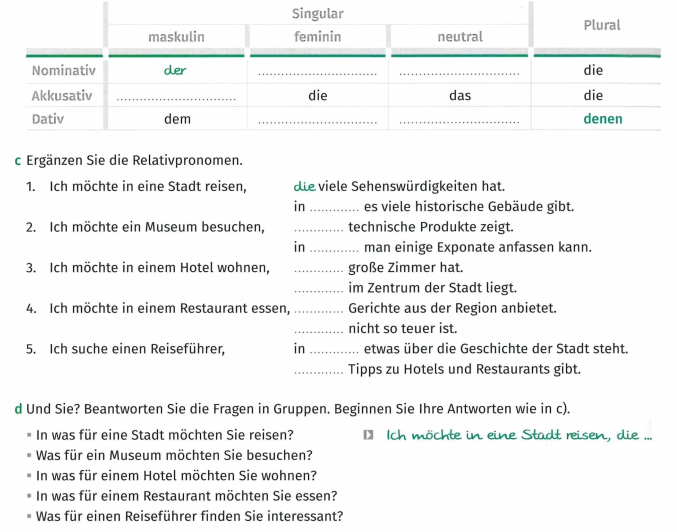 Singular Plural
maskulin feminin neutral
Nominativ der .............................. .............................. die
Akkusativ .............................. die das die
Dativ dem .............................. .............................. denen
c Ergänzen Sie die Relativpronomen.
1. Ich möchte in eine Stadt reisen, die viele Sehenswürdigkeiten hat.
in ............. es viele historische Gebäude gibt.
2. Ich möchte ein Museum besuchen, ............. technische Produkte zeigt.
in ............. man einige Exponate anfassen kann.
3. Ich möchte in einem Hotel wohnen, ............. große Zimmer hat.
............. im Zentrum der Stadt liegt.
4. Ich möchte in einem Restaurant essen, ............. Gerichte aus der Region anbietet.
............. nicht so teuer ist.
5. Ich suche einen Reiseführer, in ............. etwas über die Geschichte der Stadt steht.
............. Tipps zu Hotels und Restaurants gibt.
d Und Sie? Beantworten Sie die Fragen in Gruppen. Beginnen Sie Ihre Antworten wie in c).
▪ In was für eine Stadt möchten Sie reisen? Ich möchte in eine Stadt reisen, die ...
▪ Was für ein Museum möchten Sie besuchen?
▪ In was für einem Hotel möchten Sie wohnen?
▪ In was für einem Restaurant möchten Sie essen?
▪ Was für einen Reiseführer finden Sie interessant?